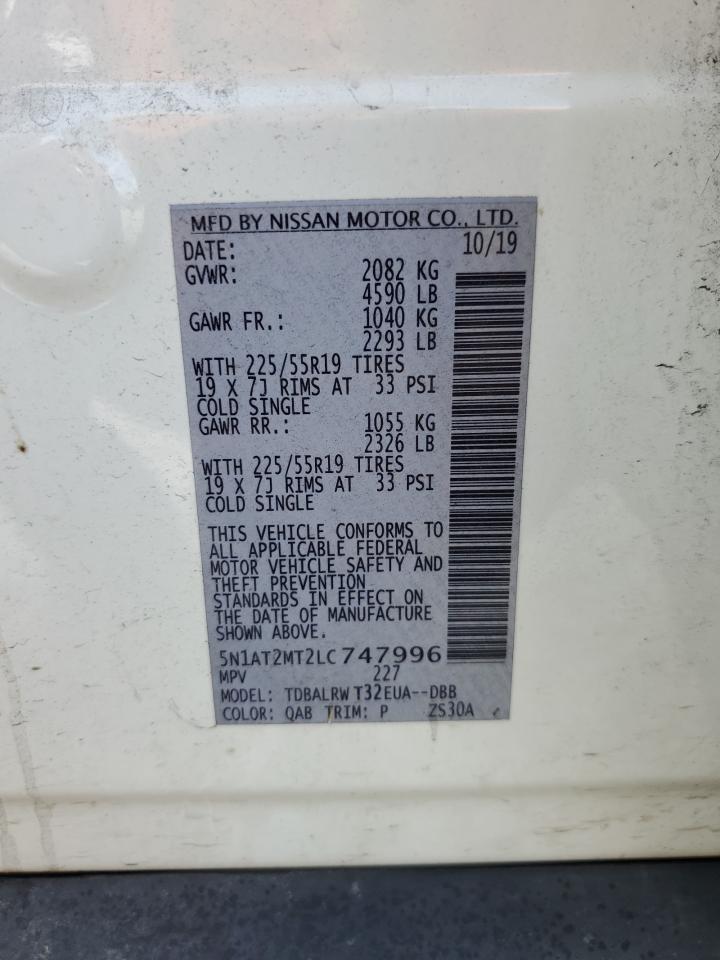 MFD BY NISSAN MOTOR CO., LTD.
DATE: 10/19
GVWR: 2082 KG
4590 LB
GAWR FR.: 1040 KG
2293 LB
WITH 225/55R19 TIRES
19 X 7J RIMS AT 33 PSI
COLD SINGLE
GAWR RR.: 1055 KG
2326 LB
WITH 225/55R19 TIRES
19 X 7J RIMS AT 33 PSI
COLD SINGLE
THIS VEHICLE CONFORMS TO
ALL APPLICABLE FEDERAL
MOTOR VEHICLE SAFETY AND
THEFT PREVENTION
STANDARDS IN EFFECT ON
THE DATE OF MANUFACTURE
SHOWN ABOVE.
5N1AT2MT2LC747996
MPV 227
MODEL: TDBALRW T32EUA--DBB
COLOR: QAB TRIM: P ZS30A